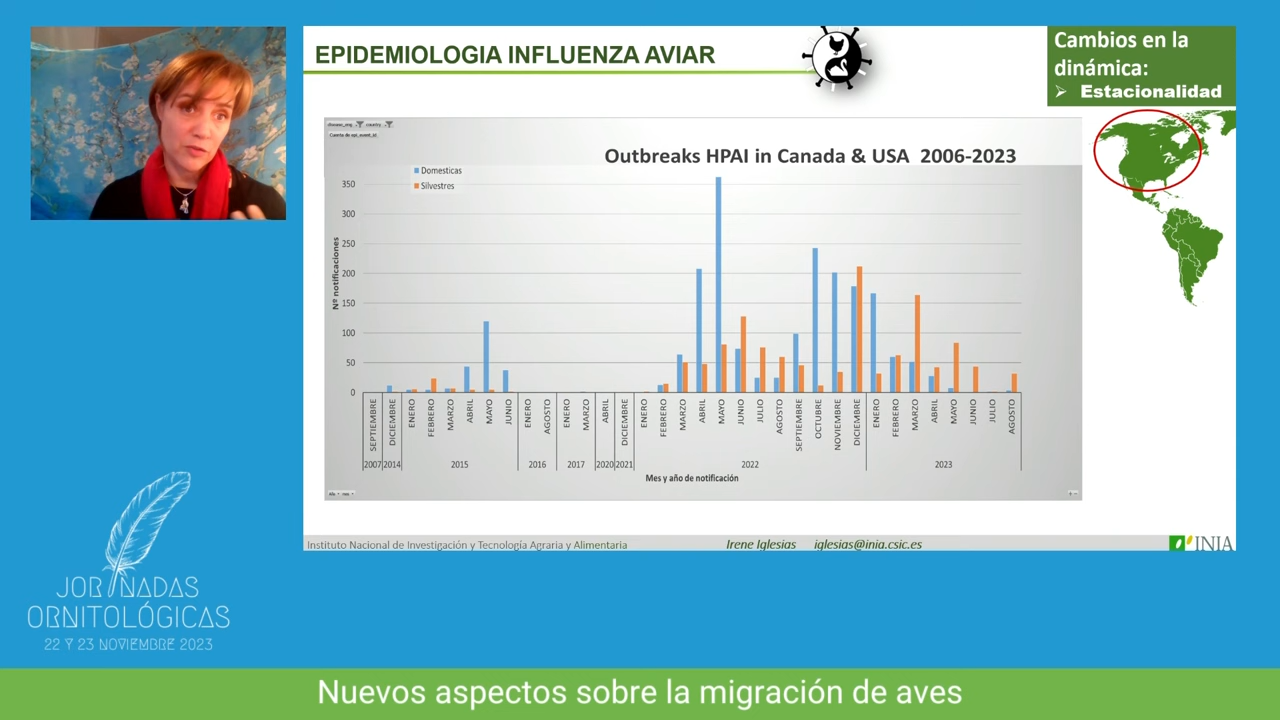 EPIDEMIOLOGIA INFLUENZA AVIAR
Cambios en la
dinámica:
➢ Estacionalidad
disease_eng country
Cuenta de epi_event_id
Outbreaks HPAI in Canada & USA 2006-2023
Domesticas
Silvestres
Nº notificaciones
350
300
250
200
150
100
50
0
SEPTIEMBRE DICIEMBRE ENERO FEBRERO MARZO ABRIL MAYO JUNIO ENERO AGOSTO ENERO MARZO ABRIL DICIEMBRE ENERO FEBRERO MARZO ABRIL MAYO JUNIO JULIO AGOSTO SEPTIEMBRE OCTUBRE NOVIEMBRE DICIEMBRE ENERO FEBRERO MARZO ABRIL MAYO JUNIO JULIO AGOSTO
2007 2014 2015 2016 2017 2020 2021 2022 2023
Mes y año de notificación
Instituto Nacional de Investigación y Tecnología Agraria y Alimentaria Irene Iglesias iglesias@inia.csic.es INIA
JORNADAS
ORNITOLÓGICAS
22 Y 23 NOVIEMBRE 2023
Nuevos aspectos sobre la migración de aves